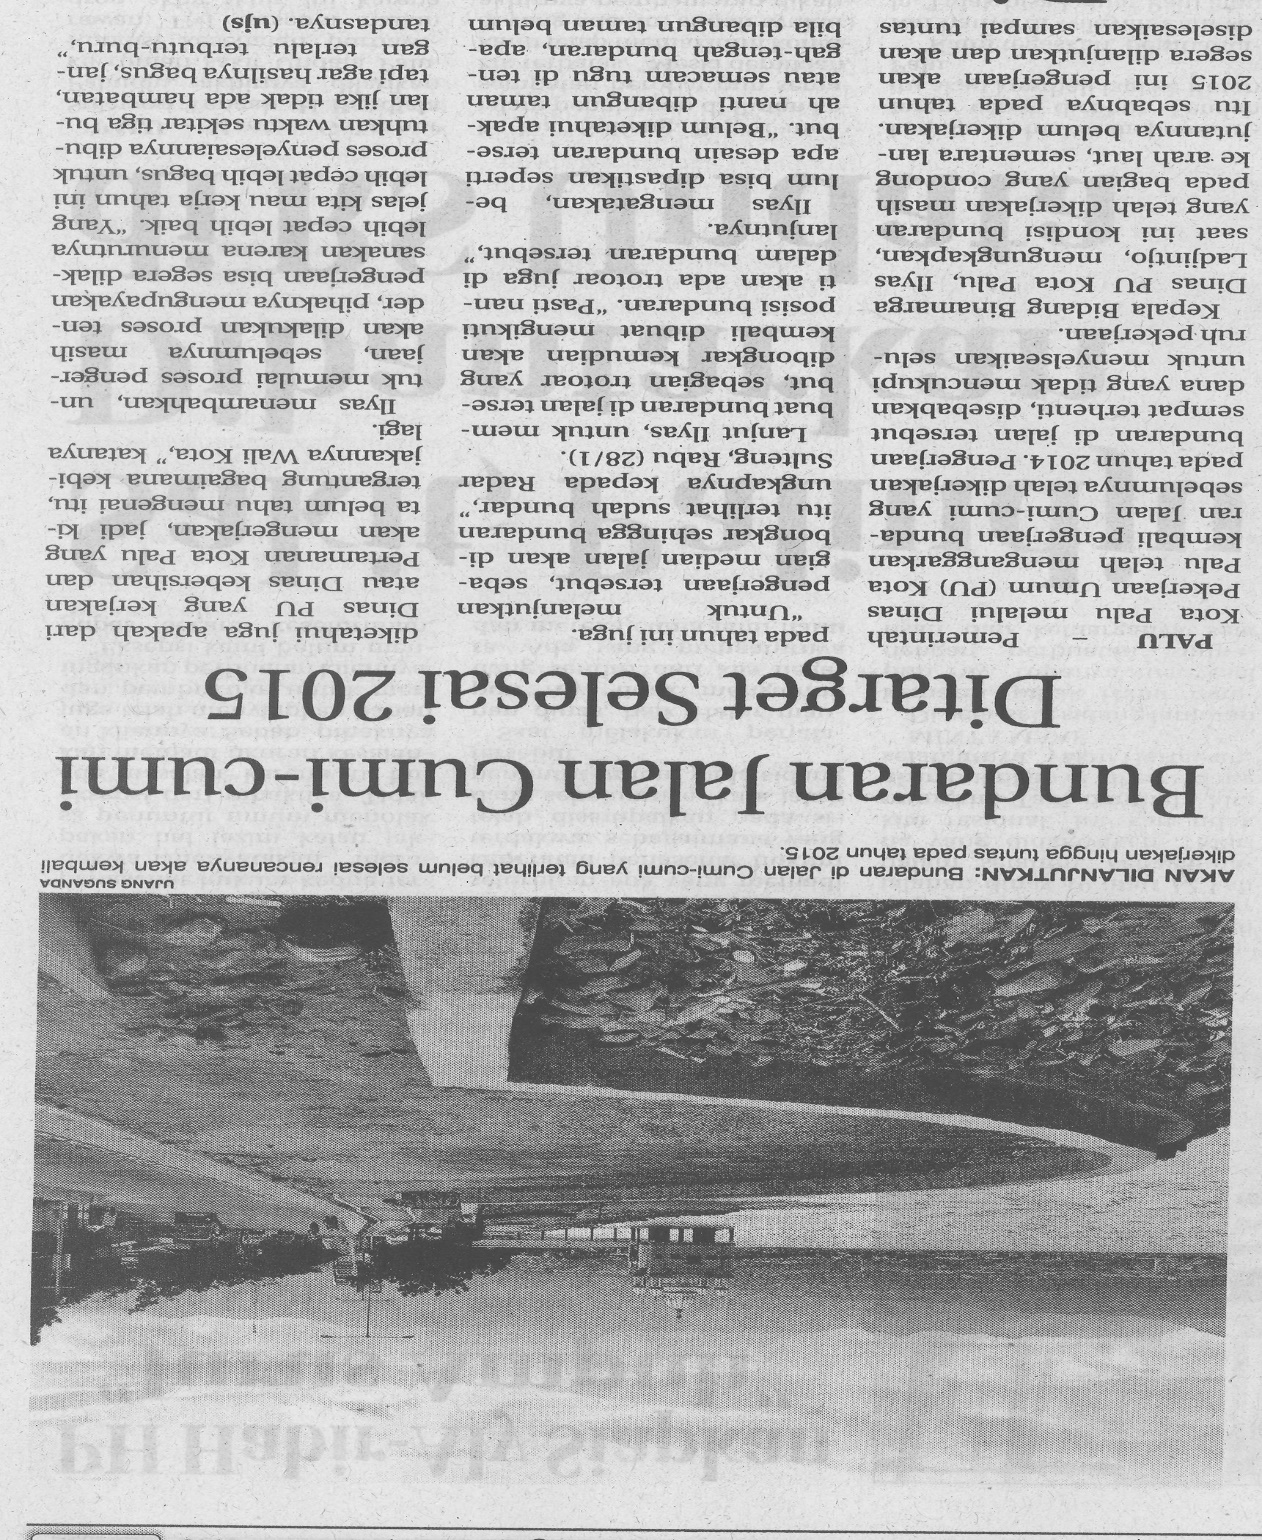 UJANG SUGANDA
AKAN DILANJUTKAN: Bundaran di Jalan Cumi-cumi yang terlihat belum selesai rencananya akan kembali
dikerjakan hingga tuntas pada tahun 2015.
Bundaran Jalan Cumi-cumi
Ditarget Selesai 2015
PALU – Pemerintah
Kota Palu melalui Dinas
Pekerjaan Umum (PU) Kota
Palu telah menganggarkan
kembali pengerjaan bunda-
ran Jalan Cumi-cumi yang
sebelumnya telah dikerjakan
pada tahun 2014. Pengerjaan
bundaran di jalan tersebut
sempat terhenti, disebabkan
dana yang tidak mencukupi
untuk menyelseaikan selu-
ruh pekerjaan.
Kepala Bidang Binamarga
Dinas PU Kota Palu, Ilyas
Ladjintjo, mengungkapkan,
saat ini kondisi bundaran
yang telah dikerjakan masih
pada bagian yang condong
ke arah laut, sementara lan-
jutannya belum dikerjakan.
Itu sebabnya pada tahun
2015 ini pengerjaan akan
segera dilanjutkan dan akan
diselesaikan sampai tuntas
pada tahun ini juga.
"Untuk melanjutkan
pengerjaan tersebut, seba-
gian median jalan akan di-
bongkar sehingga bundaran
itu terlihat sudah bundar,"
ungkapnya kepada Radar
Sulteng, Rabu (28/1).
Lanjut Ilyas, untuk mem-
buat bundaran di jalan terse-
but, sebagian trotoar yang
dibongkar kemudian akan
kembali dibuat mengikuti
posisi bundaran. "Pasti nan-
ti akan ada trotoar juga di
dalam bundaran tersebut,"
lanjutnya.
Ilyas mengatakan, be-
lum bisa dipastikan seperti
apa desain bundaran terse-
but. "Belum diketahui apak-
ah nanti dibangun taman
atau semacam tugu di ten-
gah-tengah bundaran, apa-
bila dibangun taman belum
diketahui juga apakah dari
Dinas PU yang kerjakan
atau Dinas kebersihan dan
Pertamanan Kota Palu yang
akan mengerjakan, jadi ki-
ta belum tahu mengenai itu,
tergantung bagaimana kebi-
jakannya Wali Kota," katanya
lagi.
Ilyas menambahkan, un-
tuk memulai proses penger-
jaan, sebelumnya masih
akan dilakukan proses ten-
der, pihaknya mengupayakan
pengerjaan bisa segera dilak-
sanakan karena menurutnya
lebih cepat lebih baik. "Yang
jelas kita mau kerja tahun ini
lebih cepat lebih bagus, untuk
proses penyelesaiannya dibu-
tuhkan waktu sekitar tiga bu-
lan jika tidak ada hambatan,
tapi agar hasilnya bagus, jan-
gan terlalu terbutu-buru,"
tandasnya. (ujs)